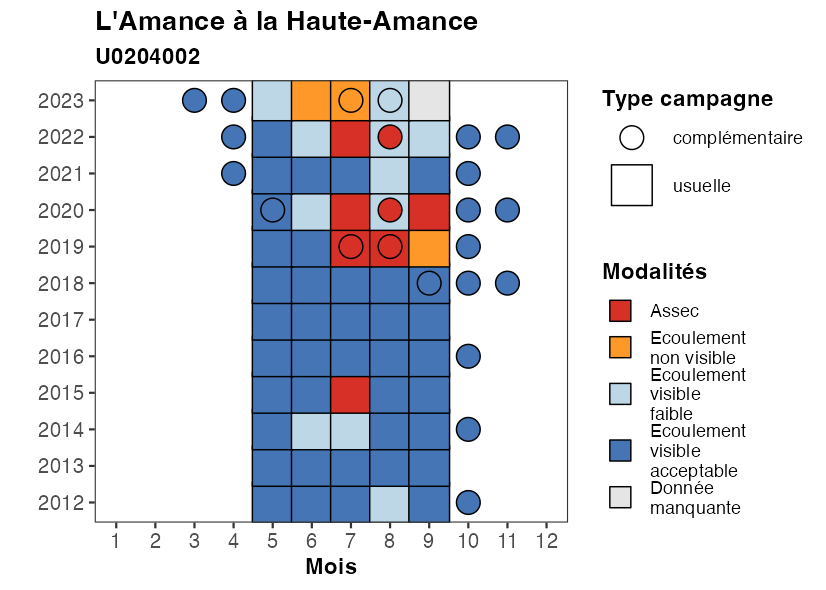 L'Amance à la Haute-Amance
U0204002
2023
2022
2021
2020
2019
2018
2017
2016
2015
2014
2013
2012
1 2 3 4 5 6 7 8 9 10 11 12
Mois
Type campagne
complémentaire
usuelle
Modalités
Assec
Ecoulement
non visible
Ecoulement
visible
faible
Ecoulement
visible
acceptable
Donnée
manquante